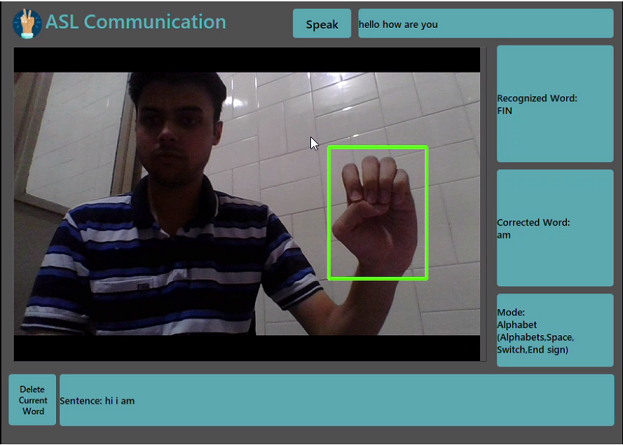 ASL Communication
Speak
hello how are you
Recognized Word:
FIN
Corrected Word:
am
Mode:
Alphabet
(Alphabets,Space,
Switch,End sign)
Delete
Current
Word
Sentence: hi i am